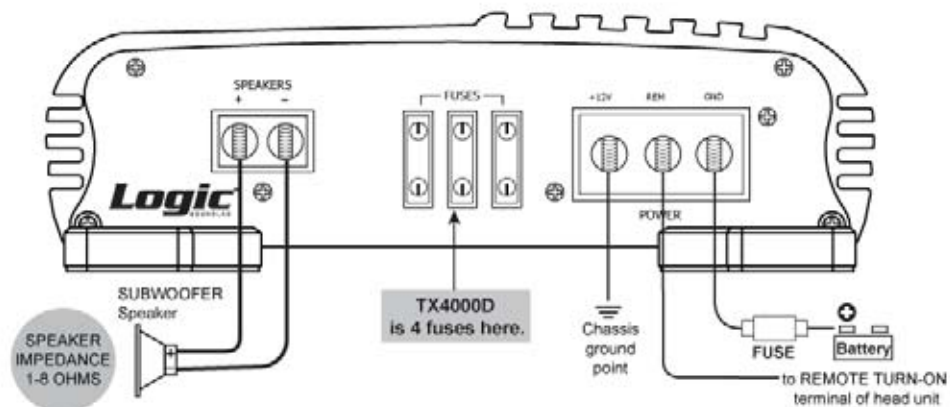 SPEAKERS
+ −
FUSES
+12V REM GND
Logic
SOUNDLAB
POWER
SUBWOOFER
Speaker
SPEAKER
IMPEDANCE
1-8 OHMS
+
−
TX4000D
is 4 fuses here.
Chassis
ground
point
FUSE
+
Battery
to REMOTE TURN-ON
terminal of head unit